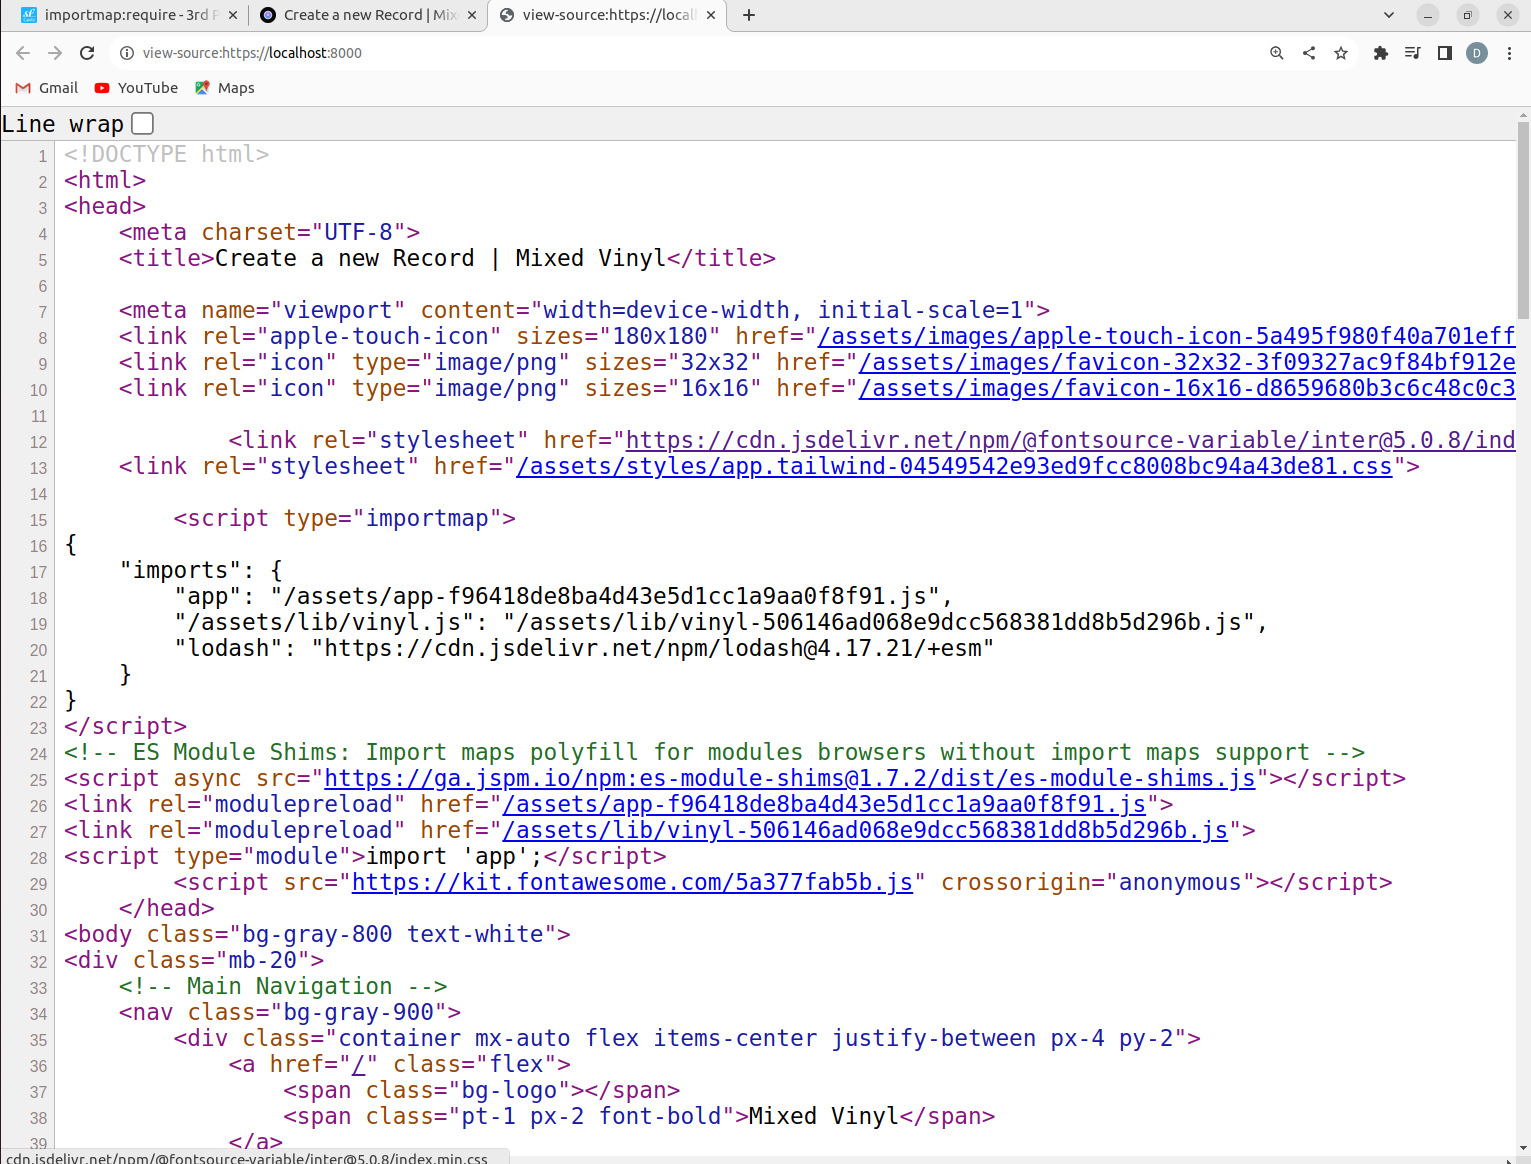 importmap:require - 3rd P
Create a new Record | Mix
view-source:https://local
view-source:https://localhost:8000
D
Gmail
YouTube
Maps
Line wrap
1 <!DOCTYPE html>
2 <html>
3 <head>
4     <meta charset="UTF-8">
5     <title>Create a new Record | Mixed Vinyl</title>
6
7     <meta name="viewport" content="width=device-width, initial-scale=1">
8     <link rel="apple-touch-icon" sizes="180x180" href="/assets/images/apple-touch-icon-5a495f980f40a701eff
9     <link rel="icon" type="image/png" sizes="32x32" href="/assets/images/favicon-32x32-3f09327ac9f84bf912e
10     <link rel="icon" type="image/png" sizes="16x16" href="/assets/images/favicon-16x16-d8659680b3c6c48c0c3
11
12             <link rel="stylesheet" href="https://cdn.jsdelivr.net/npm/@fontsource-variable/inter@5.0.8/ind
13     <link rel="stylesheet" href="/assets/styles/app.tailwind-04549542e93ed9fcc8008bc94a43de81.css">
14
15         <script type="importmap">
16 {
17     "imports": {
18         "app": "/assets/app-f96418de8ba4d43e5d1cc1a9aa0f8f91.js",
19         "/assets/lib/vinyl.js": "/assets/lib/vinyl-506146ad068e9dcc568381dd8b5d296b.js",
20         "lodash": "https://cdn.jsdelivr.net/npm/lodash@4.17.21/+esm"
21     }
22 }
23 </script>
24 <!-- ES Module Shims: Import maps polyfill for modules browsers without import maps support -->
25 <script async src="https://ga.jspm.io/npm:es-module-shims@1.7.2/dist/es-module-shims.js"></script>
26 <link rel="modulepreload" href="/assets/app-f96418de8ba4d43e5d1cc1a9aa0f8f91.js">
27 <link rel="modulepreload" href="/assets/lib/vinyl-506146ad068e9dcc568381dd8b5d296b.js">
28 <script type="module">import 'app';</script>
29         <script src="https://kit.fontawesome.com/5a377fab5b.js" crossorigin="anonymous"></script>
30     </head>
31 <body class="bg-gray-800 text-white">
32 <div class="mb-20">
33     <!-- Main Navigation -->
34     <nav class="bg-gray-900">
35         <div class="container mx-auto flex items-center justify-between px-4 py-2">
36             <a href="/" class="flex">
37                 <span class="bg-logo"></span>
38                 <span class="pt-1 px-2 font-bold">Mixed Vinyl</span>
39             </a>
cdn.jsdelivr.net/npm/@fontsource-variable/inter@5.0.8/index.min.css